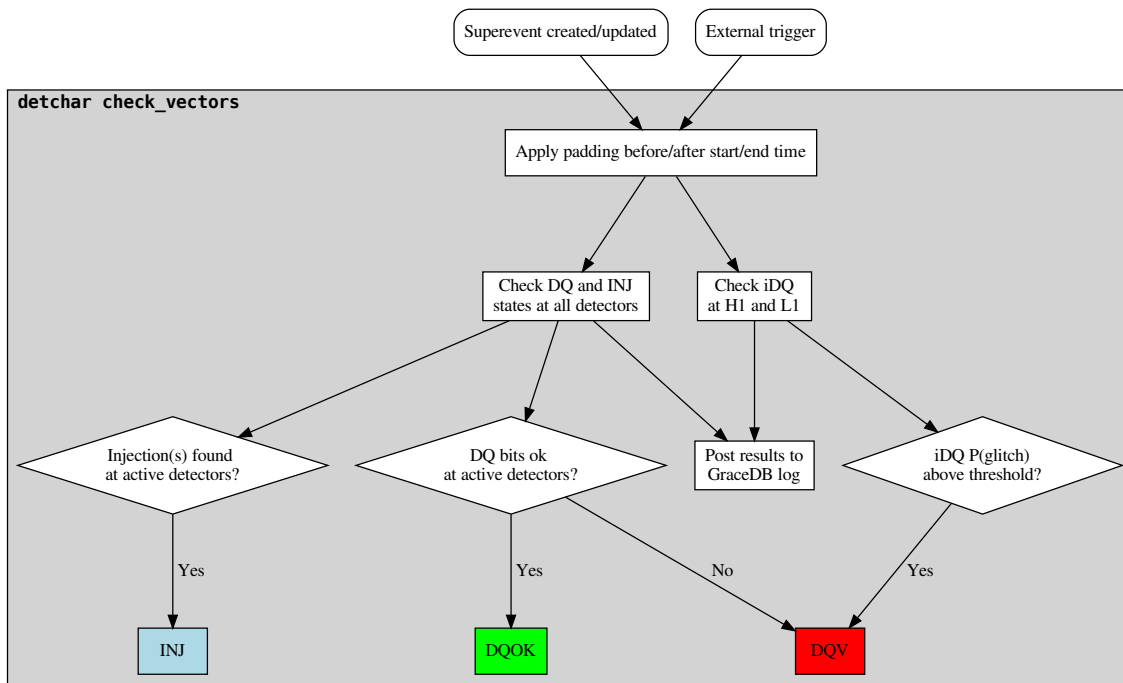 Superevent created/updated
External trigger
detchar check_vectors
Apply padding before/after start/end time
Check DQ and INJ
states at all detectors
Check iDQ
at H1 and L1
Injection(s) found
at active detectors?
DQ bits ok
at active detectors?
Post results to
GraceDB log
iDQ P(glitch)
above threshold?
Yes
Yes
No
Yes
INJ
DQOK
DQV